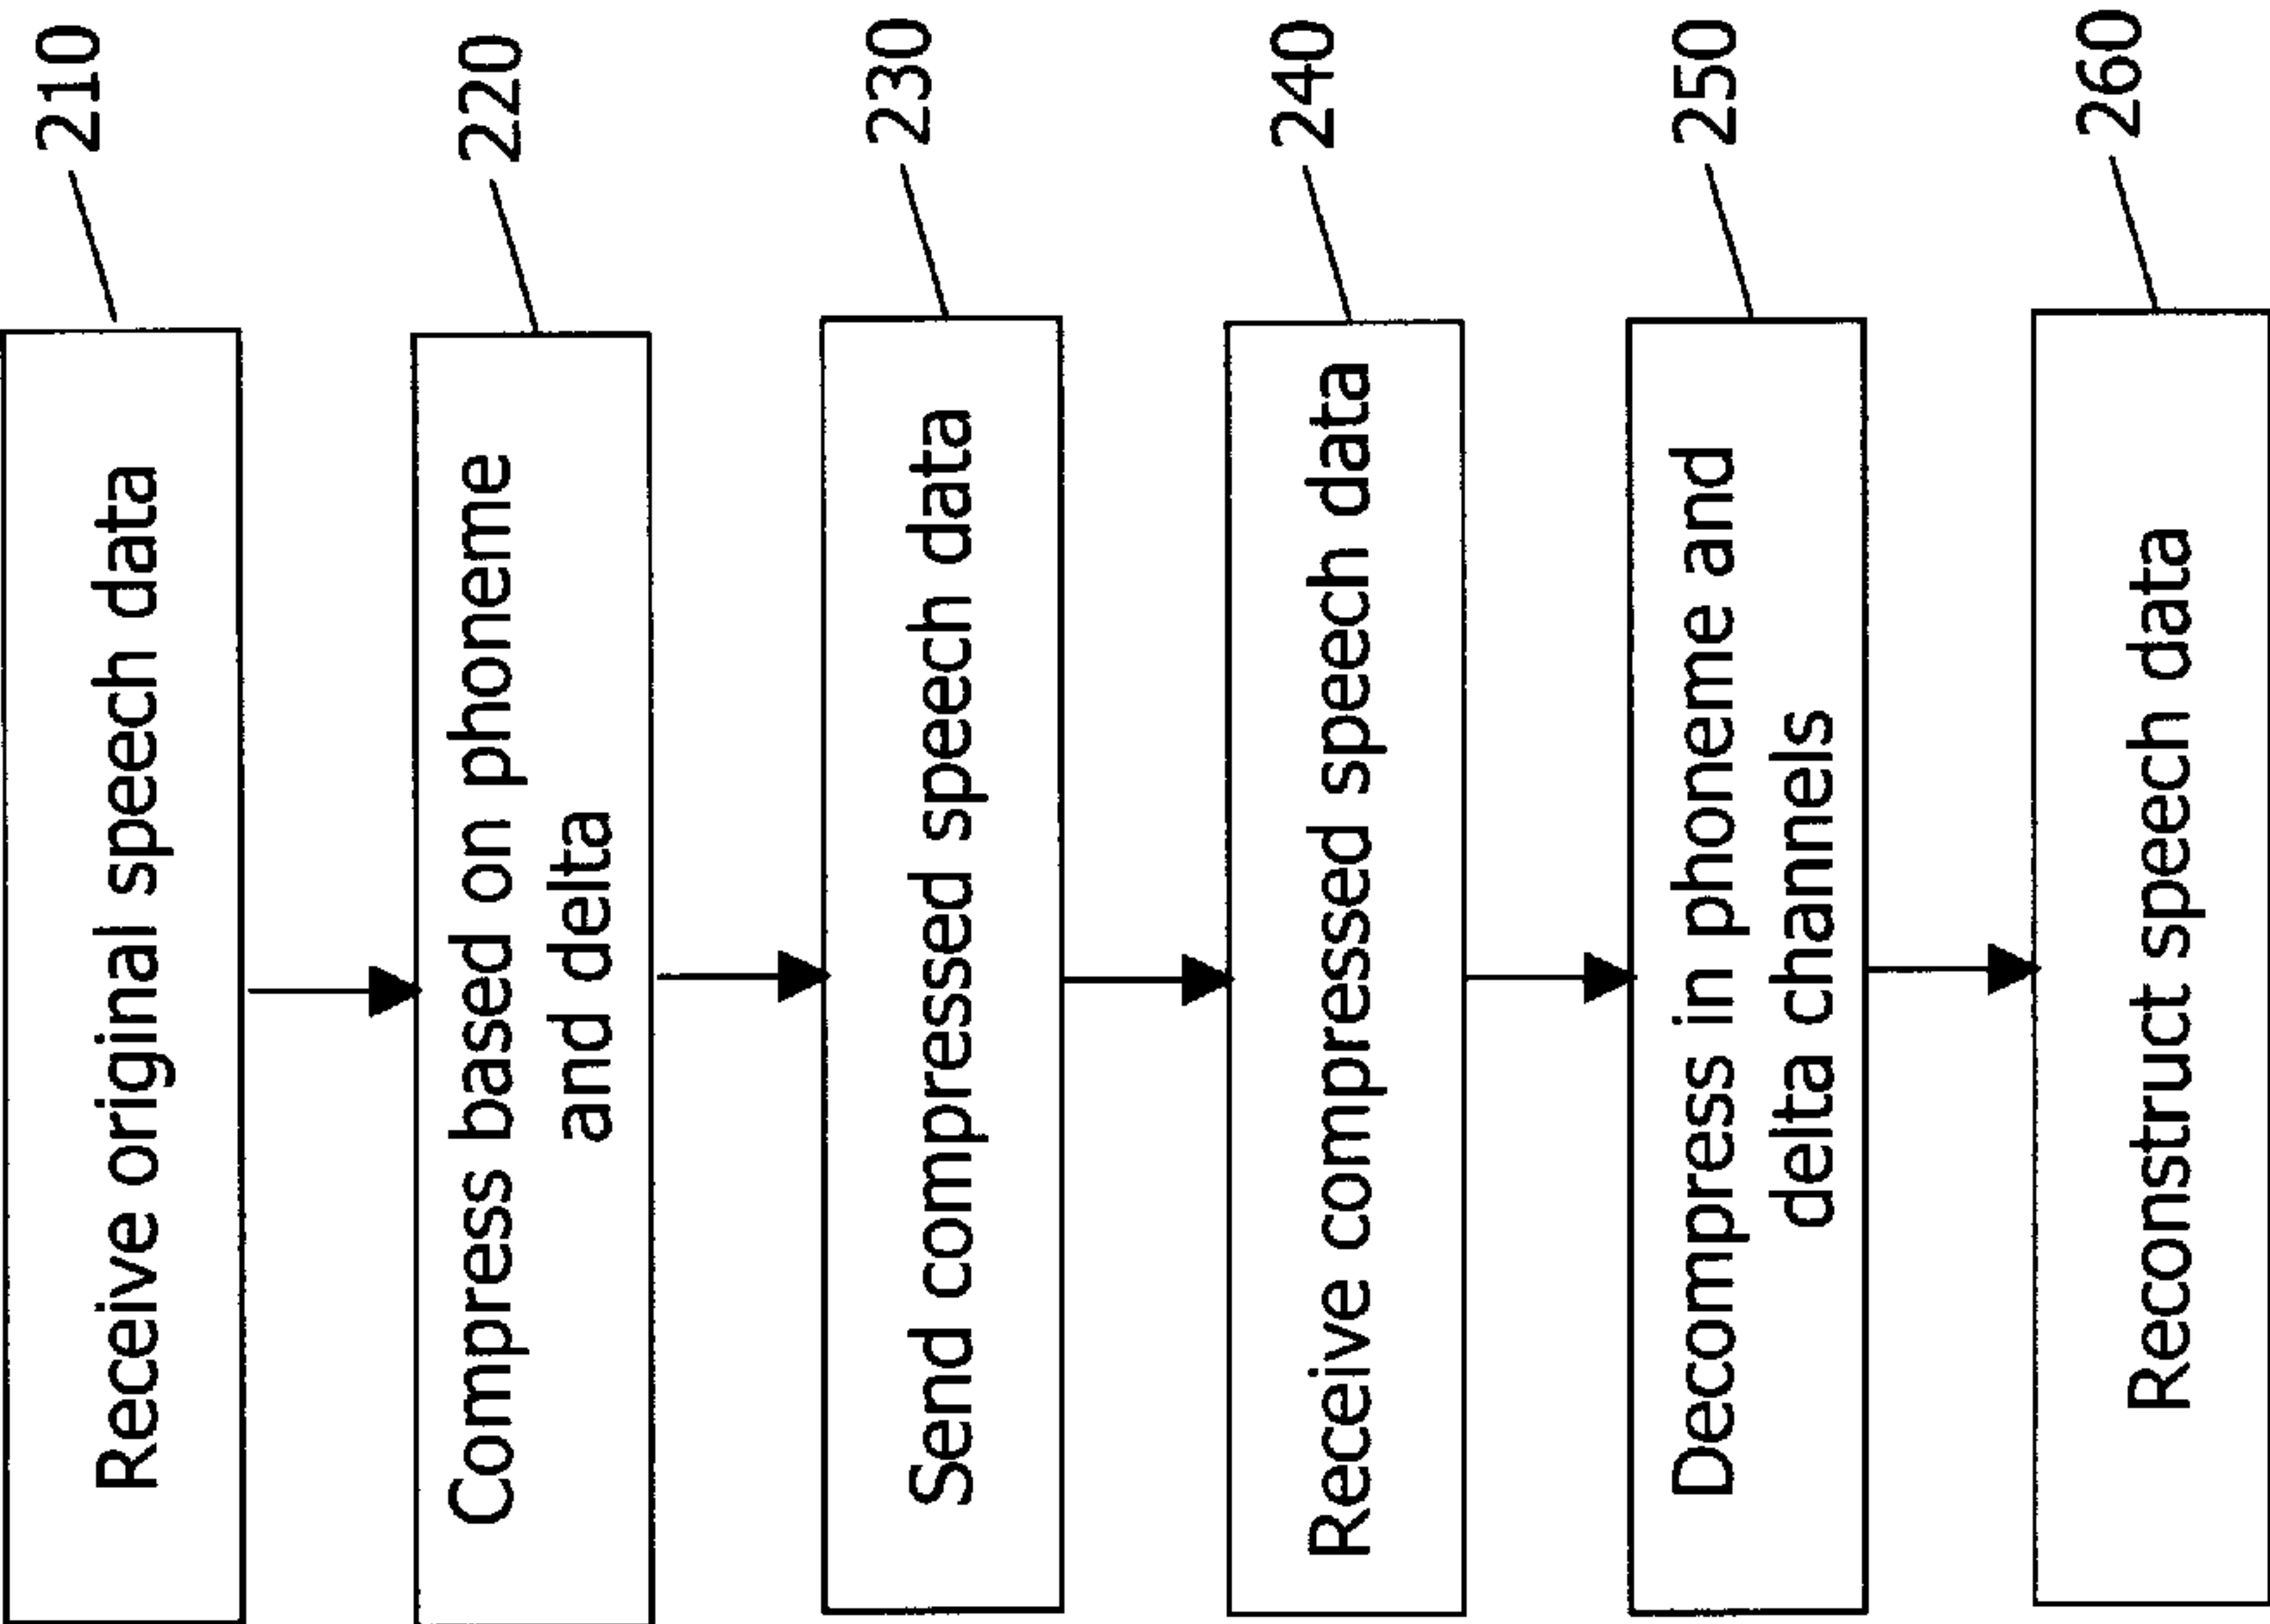 Receive original speech data
210
Compress based on phoneme
and delta
220
Send compressed speech data
230
Receive compressed speech data
240
Decompress in phoneme and
delta channels
250
Reconstruct speech data
260